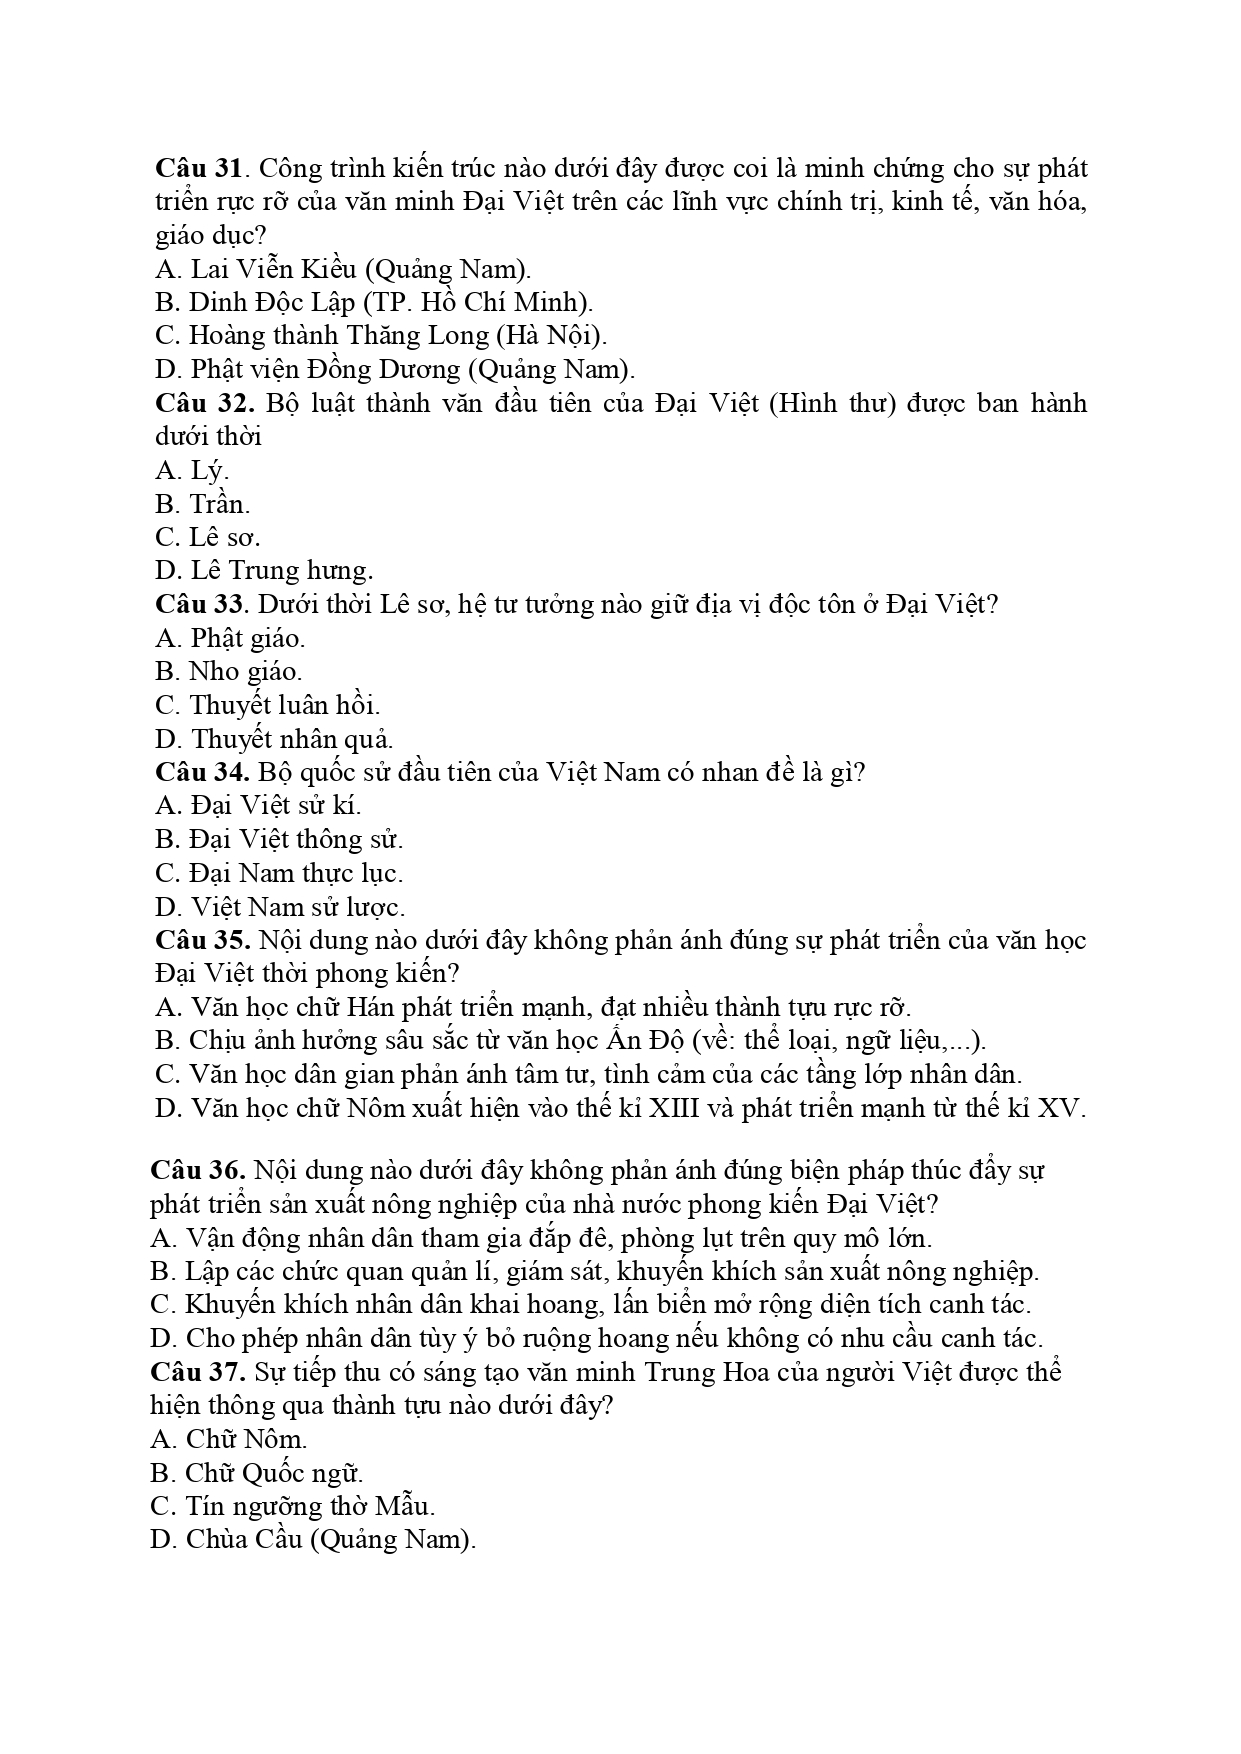 Câu 31. Công trình kiến trúc nào dưới đây được coi là minh chứng cho sự phát
triển rực rỡ của văn minh Đại Việt trên các lĩnh vực chính trị, kinh tế, văn hóa,
giáo dục?
A. Lai Viễn Kiều (Quảng Nam).
B. Dinh Độc Lập (TP. Hồ Chí Minh).
C. Hoàng thành Thăng Long (Hà Nội).
D. Phật viện Đồng Dương (Quảng Nam).
Câu 32. Bộ luật thành văn đầu tiên của Đại Việt (Hình thư) được ban hành
dưới thời
A. Lý.
B. Trần.
C. Lê sơ.
D. Lê Trung hưng.
Câu 33. Dưới thời Lê sơ, hệ tư tưởng nào giữ địa vị độc tôn ở Đại Việt?
A. Phật giáo.
B. Nho giáo.
C. Thuyết luân hồi.
D. Thuyết nhân quả.
Câu 34. Bộ quốc sử đầu tiên của Việt Nam có nhan đề là gì?
A. Đại Việt sử kí.
B. Đại Việt thông sử.
C. Đại Nam thực lục.
D. Việt Nam sử lược.
Câu 35. Nội dung nào dưới đây không phản ánh đúng sự phát triển của văn học
Đại Việt thời phong kiến?
A. Văn học chữ Hán phát triển mạnh, đạt nhiều thành tựu rực rỡ.
B. Chịu ảnh hưởng sâu sắc từ văn học Ấn Độ (về: thể loại, ngữ liệu,...).
C. Văn học dân gian phản ánh tâm tư, tình cảm của các tầng lớp nhân dân.
D. Văn học chữ Nôm xuất hiện vào thế kỉ XIII và phát triển mạnh từ thế kỉ XV.
Câu 36. Nội dung nào dưới đây không phản ánh đúng biện pháp thúc đẩy sự
phát triển sản xuất nông nghiệp của nhà nước phong kiến Đại Việt?
A. Vận động nhân dân tham gia đắp đê, phòng lụt trên quy mô lớn.
B. Lập các chức quan quản lí, giám sát, khuyến khích sản xuất nông nghiệp.
C. Khuyến khích nhân dân khai hoang, lấn biển mở rộng diện tích canh tác.
D. Cho phép nhân dân tùy ý bỏ ruộng hoang nếu không có nhu cầu canh tác.
Câu 37. Sự tiếp thu có sáng tạo văn minh Trung Hoa của người Việt được thể
hiện thông qua thành tựu nào dưới đây?
A. Chữ Nôm.
B. Chữ Quốc ngữ.
C. Tín ngưỡng thờ Mẫu.
D. Chùa Cầu (Quảng Nam).